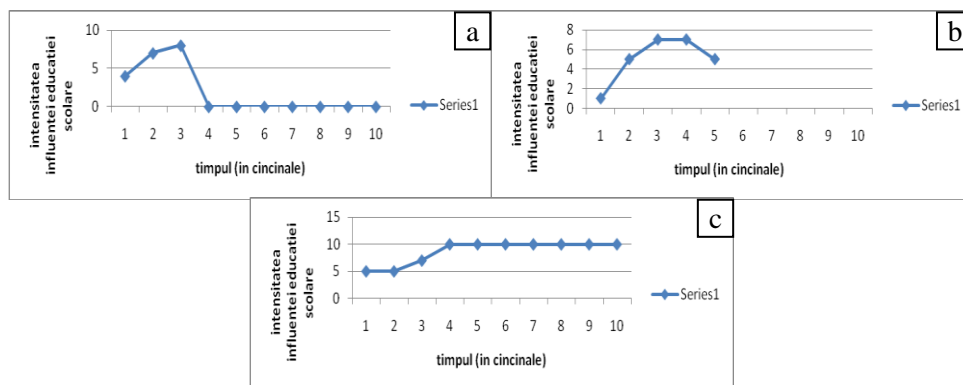 a
intensitatea
influentei educatiei
scolare
10
5
0
1 2 3 4 5 6 7 8 9 10
timpul (in cincinale)
Series1
b
intensitatea
influentei educatiei
scolare
8
6
4
2
0
1 2 3 4 5 6 7 8 9 10
timpul (in cincinale)
Series1
c
intensitatea
influentei educatiei
scolare
15
10
5
0
1 2 3 4 5 6 7 8 9 10
timpul (in cincinale)
Series1